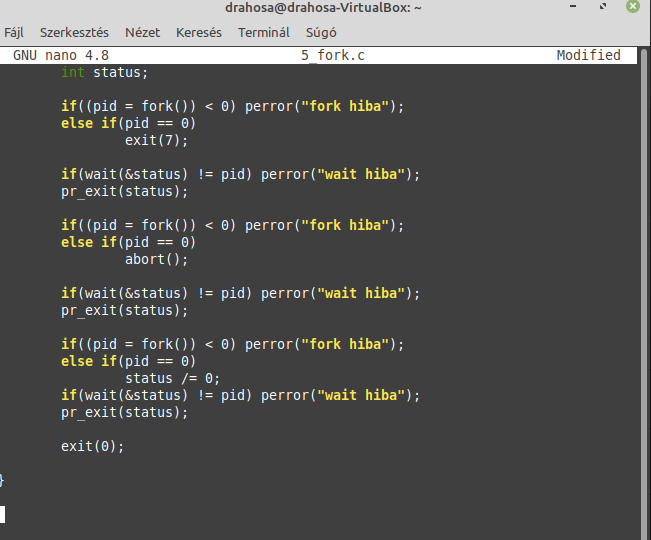 drahosa@drahosa-VirtualBox: ~
Fájl Szerkesztés Nézet Keresés Terminál Súgó
GNU nano 4.8 5_fork.c Modified
int status;
if((pid = fork()) < 0) perror("fork hiba");
else if(pid == 0)
exit(7);
if(wait(&status) != pid) perror("wait hiba");
pr_exit(status);
if((pid = fork()) < 0) perror("fork hiba");
else if(pid == 0)
abort();
if(wait(&status) != pid) perror("wait hiba");
pr_exit(status);
if((pid = fork()) < 0) perror("fork hiba");
else if(pid == 0)
status /= 0;
if(wait(&status) != pid) perror("wait hiba");
pr_exit(status);
exit(0);
}